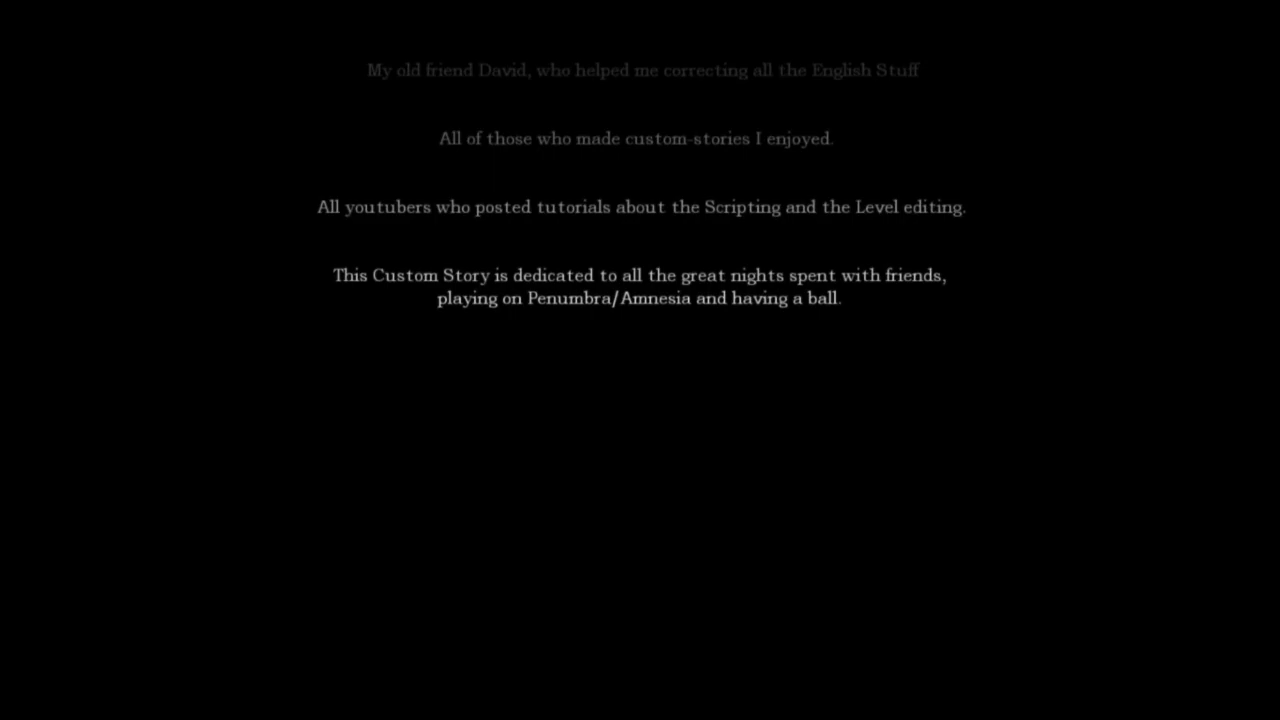 My old friend David, who helped me correcting all the English Stuff
All of those who made custom-stories I enjoyed.
All youtubers who posted tutorials about the Scripting and the Level editing.
This Custom Story is dedicated to all the great nights spent with friends,
playing on Penumbra/Amnesia and having a ball.